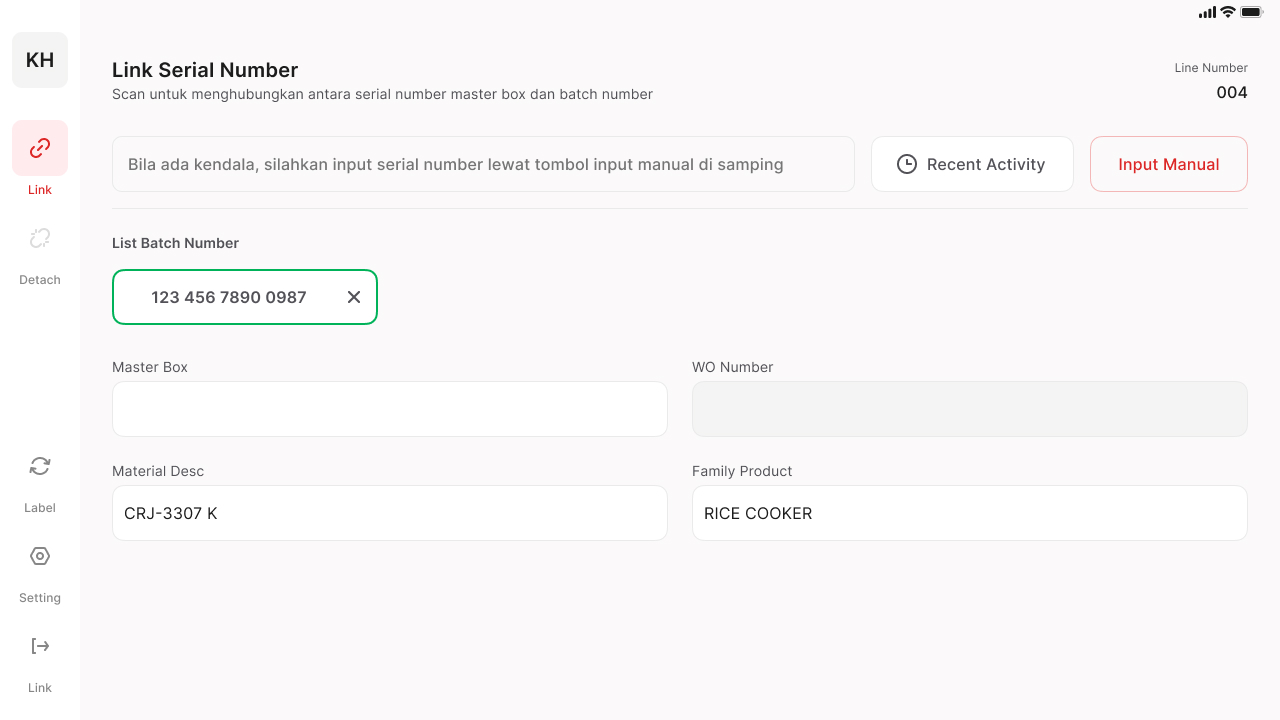 KH
Link
Detach
Label
Setting
Link
Link Serial Number
Scan untuk menghubungkan antara serial number master box dan batch number
Line Number
004
Bila ada kendala, silahkan input serial number lewat tombol input manual di samping
Recent Activity
Input Manual
List Batch Number
123 456 7890 0987
Master Box
WO Number
Material Desc
CRJ-3307 K
Family Product
RICE COOKER